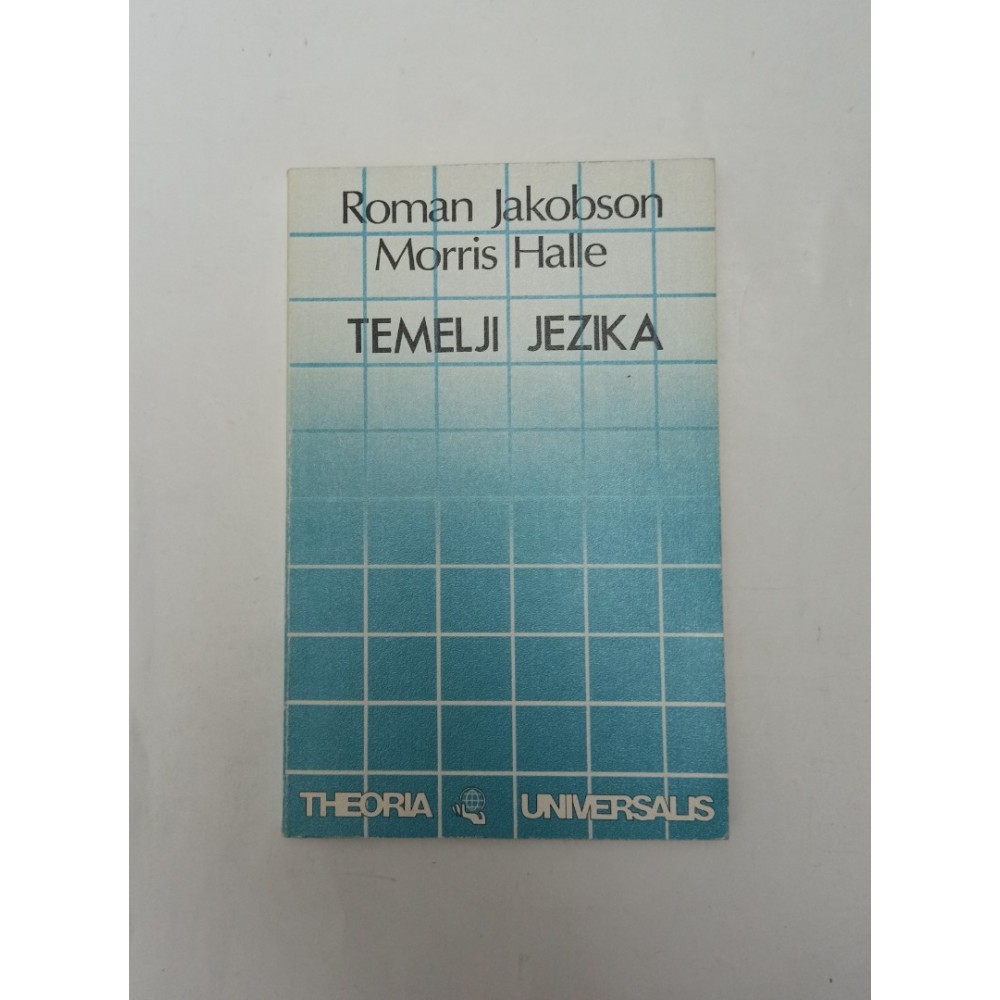 Roman Jakobson
Morris Halle
TEMELJI JEZIKA
THEORIA UNIVERSALIS